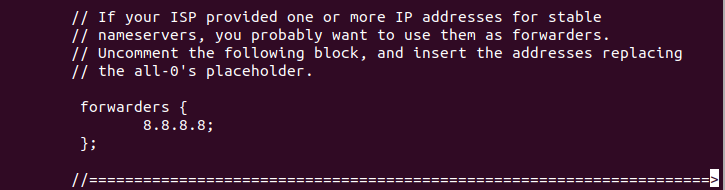 // If your ISP provided one or more IP addresses for stable
// nameservers, you probably want to use them as forwarders.
// Uncomment the following block, and insert the addresses replacing
// the all-0's placeholder.
forwarders {
8.8.8.8;
};
//=====================================================================>